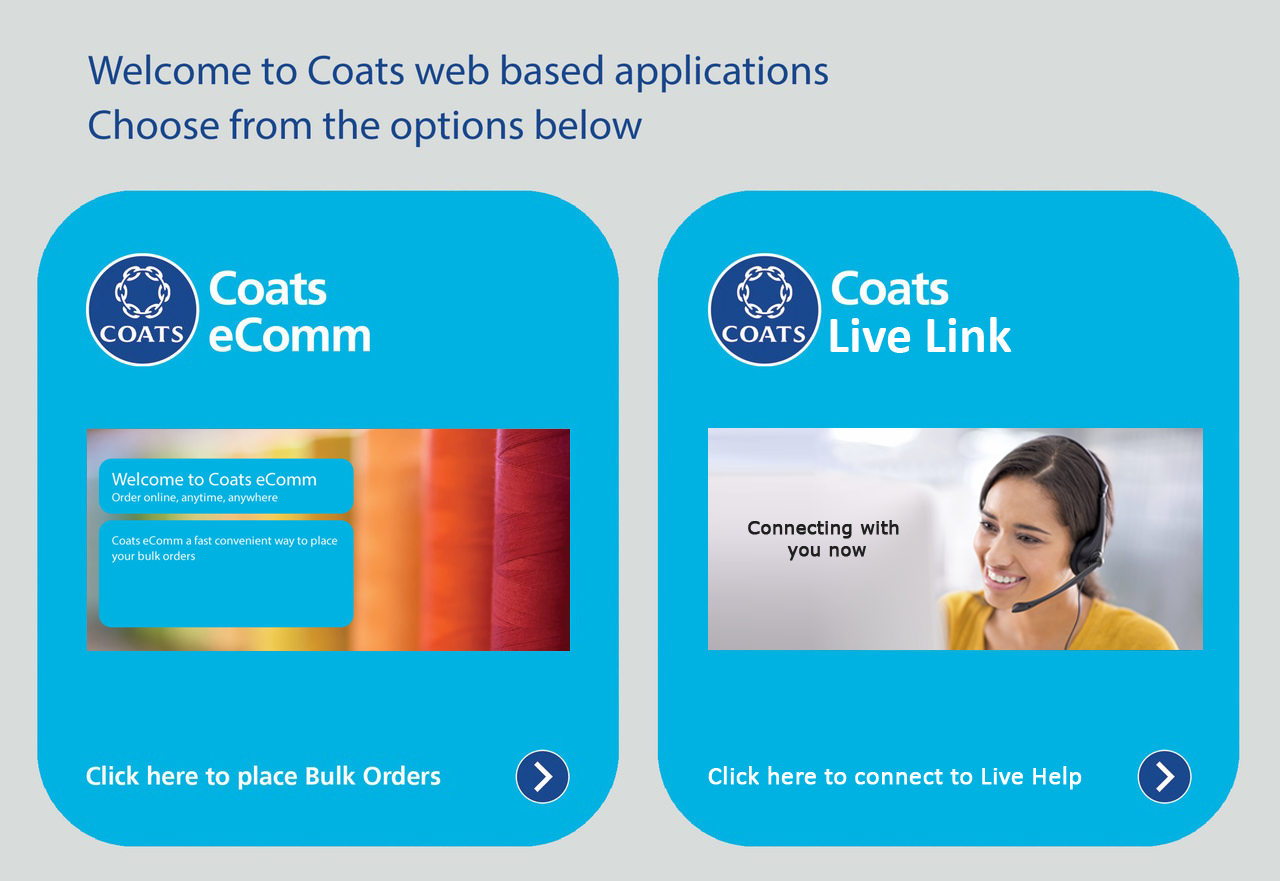 Welcome to Coats web based applications
Choose from the options below
COATS
Coats
eComm
Welcome to Coats eComm
Order online, anytime, anywhere
Coats eComm a fast convenient way to place
your bulk orders
Click here to place Bulk Orders
COATS
Coats
Live Link
Connecting with
you now
Click here to connect to Live Help